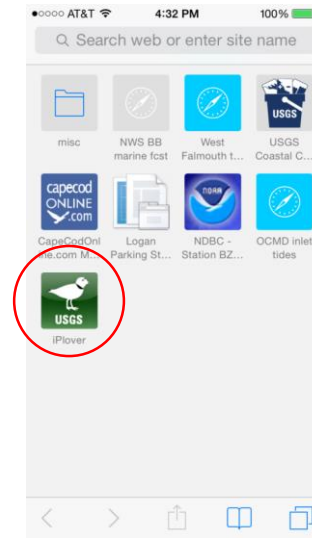 AT&T 4:32 PM 100%
Search web or enter site name
USGS
misc NWS BB West USGS
marine fcst Falmouth t... Coastal C...
capecod
ONLINE
.com
NOAA
CapeCodOnl Logan NDBC - OCMD inlet
ne.com M... Parking St... Station BZ... tides
USGS
iPlover